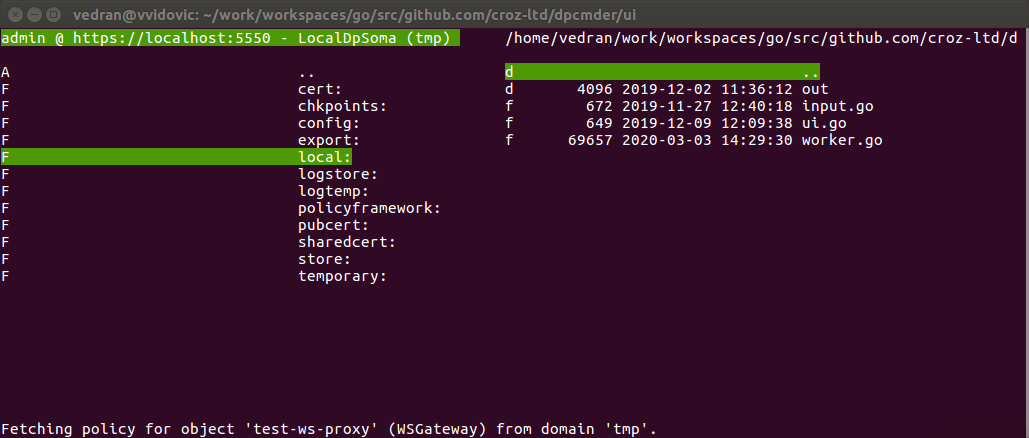 vedran@vvidovic: ~/work/workspaces/go/src/github.com/croz-ltd/dpcmder/ui
admin @ https://localhost:5550 - LocalDpSoma (tmp) /home/vedran/work/workspaces/go/src/github.com/croz-ltd/d
A .. d ..
F cert: d 4096 2019-12-02 11:36:12 out
F chkpoints: f 672 2019-11-27 12:40:18 input.go
F config: f 649 2019-12-09 12:09:38 ui.go
F export: f 69657 2020-03-03 14:29:30 worker.go
F local:
F logstore:
F logtemp:
F policyframework:
F pubcert:
F sharedcert:
F store:
F temporary:
Fetching policy for object 'test-ws-proxy' (WSGateway) from domain 'tmp'.